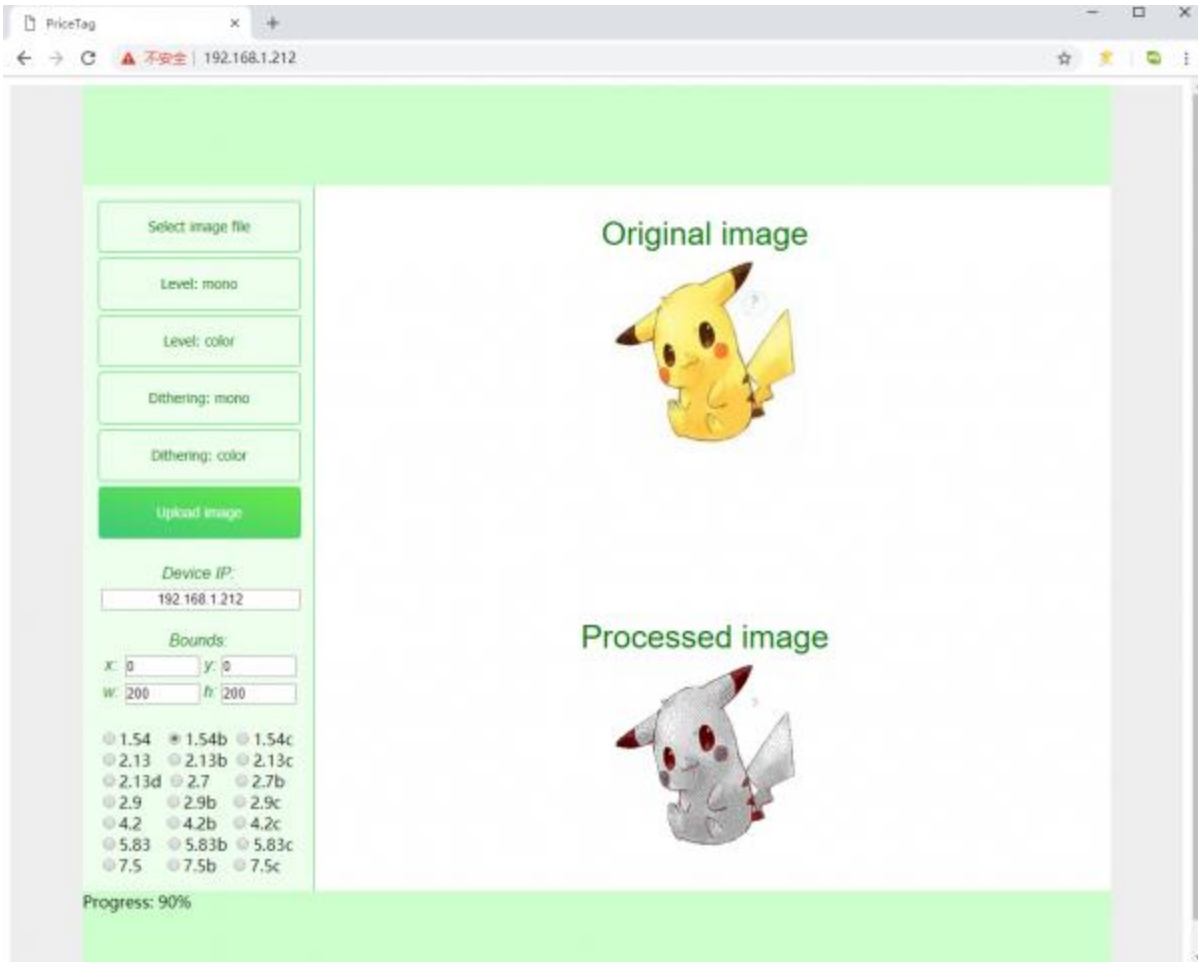 PriceTag
不安全 | 192.168.1.212
Select image file
Level: mono
Level: color
Dithering: mono
Dithering: color
Upload image
Device IP:
192.168.1.212
Bounds:
x: 0 y: 0
w: 200 h: 200
1.54 1.54b 1.54c
2.13 2.13b 2.13c
2.13d 2.7 2.7b
2.9 2.9b 2.9c
4.2 4.2b 4.2c
5.83 5.83b 5.83c
7.5 7.5b 7.5c
Original image
?
Processed image
?
Progress: 90%